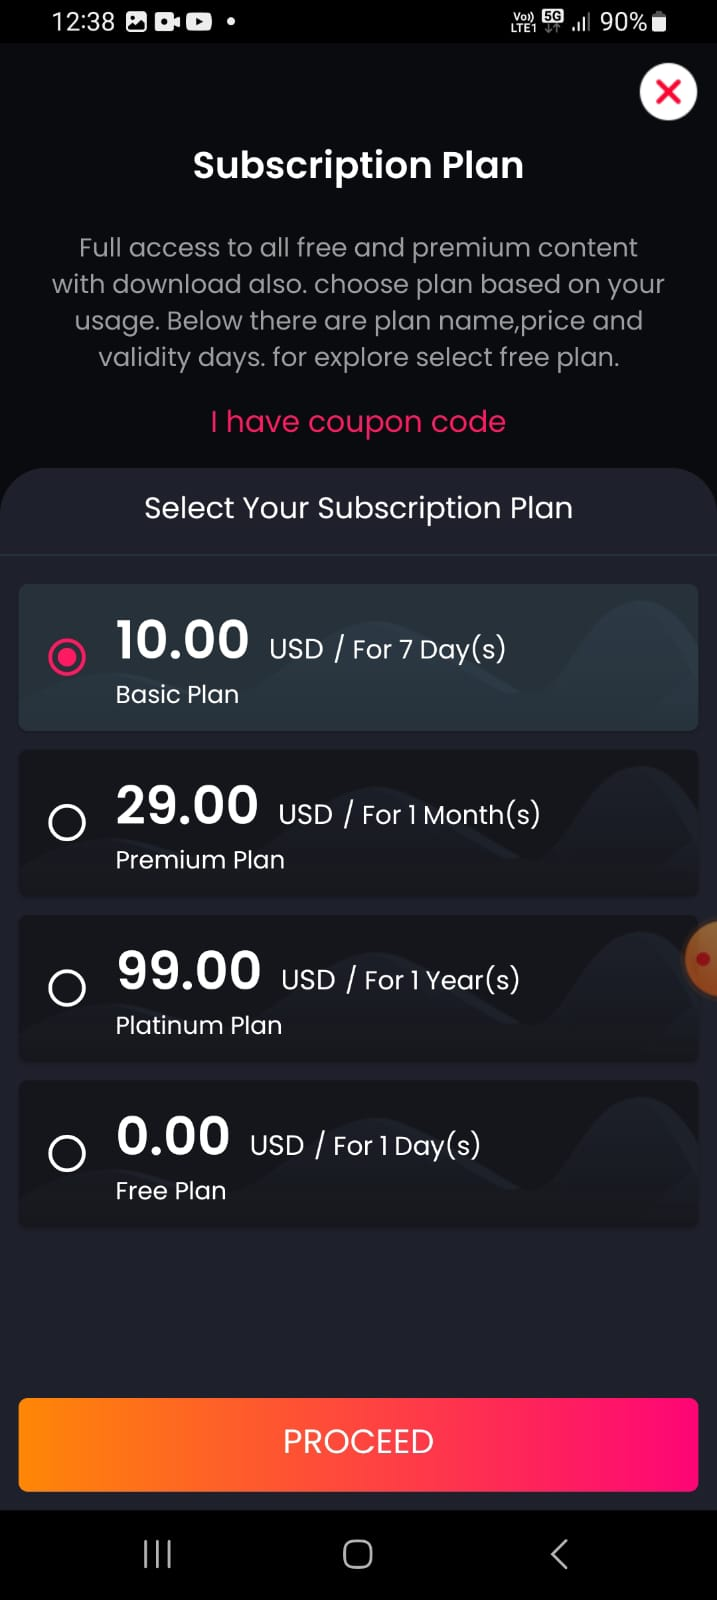 12:38 Vo) LTE1 5G 90%
Subscription Plan
Full access to all free and premium content
with download also. choose plan based on your
usage. Below there are plan name,price and
validity days. for explore select free plan.
I have coupon code
Select Your Subscription Plan
10.00 USD / For 7 Day(s)
Basic Plan
29.00 USD / For 1 Month(s)
Premium Plan
99.00 USD / For 1 Year(s)
Platinum Plan
0.00 USD / For 1 Day(s)
Free Plan
PROCEED